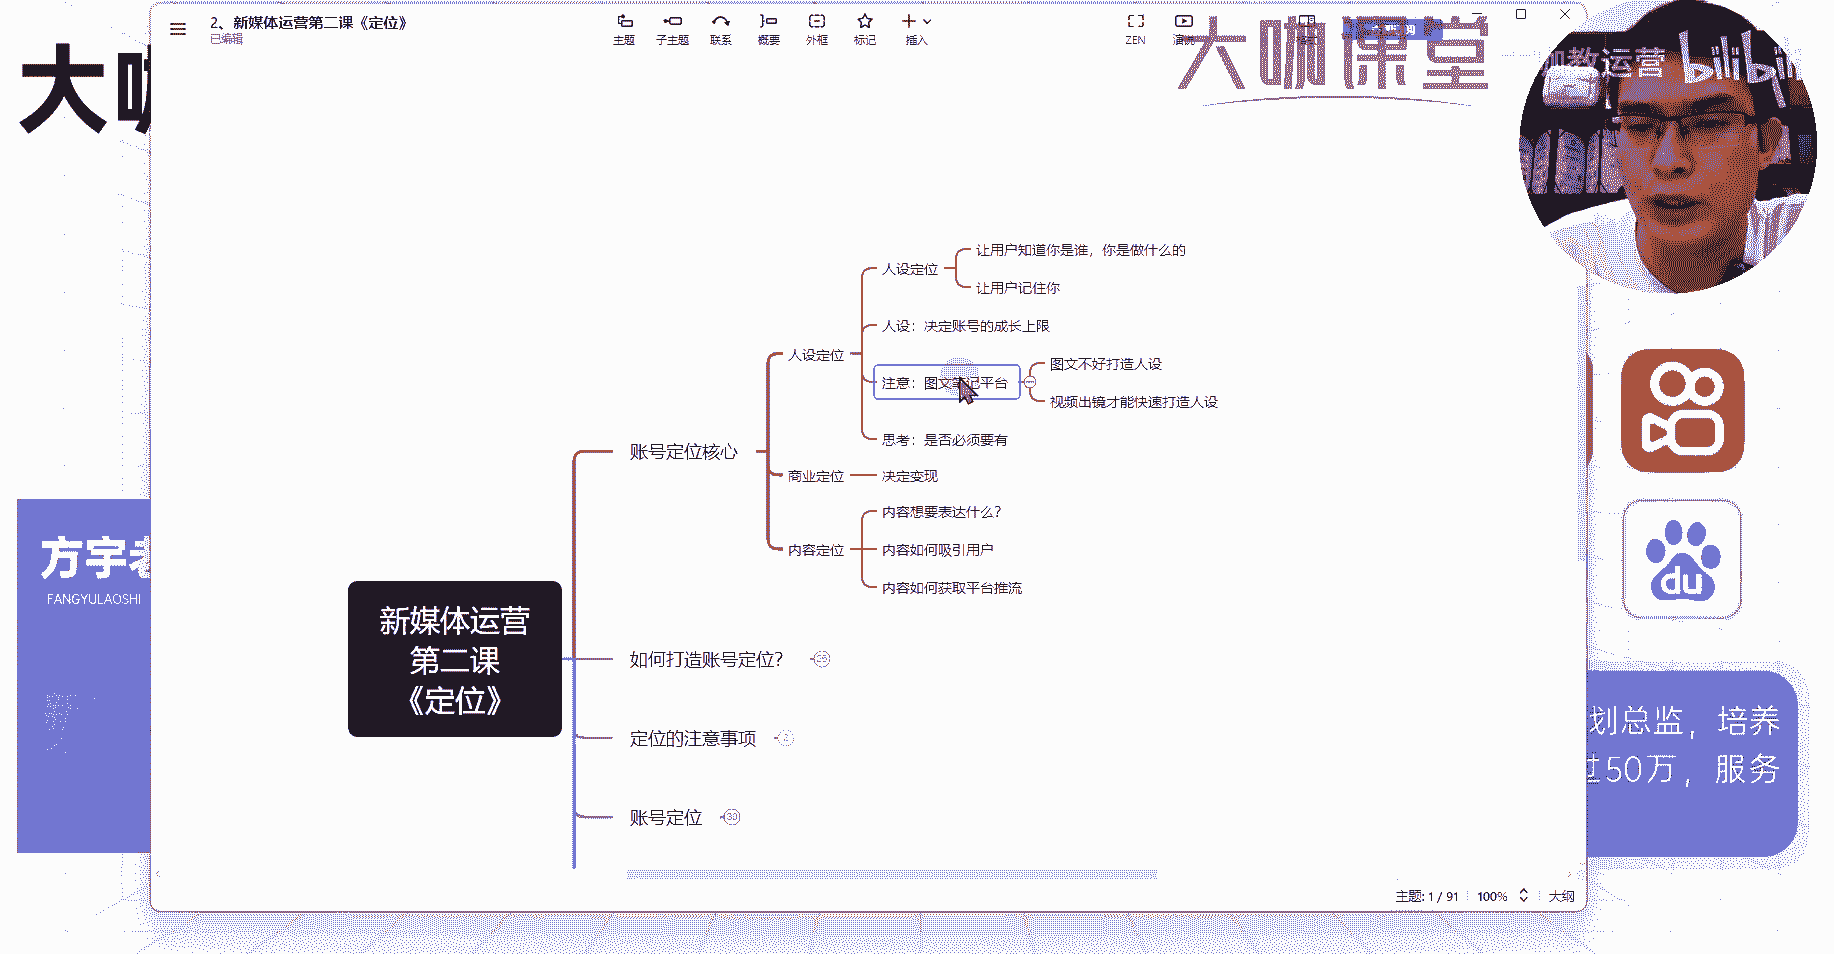 2、新媒体运营第二课《定位》
已编辑
主题
子主题
联系
概要
外框
标记
插入
ZEN
演说
大咖课堂
教运营
bilibili
大
方宇老
FANGYULAOSHI
新媒体运营
第二课
《定位》
账号定位核心
人设定位
人设定位
让用户知道你是谁，你是做什么的
让用户记住你
人设：决定账号的成长上限
注意：图文笔记平台
图文不好打造人设
视频出镜才能快速打造人设
思考：是否必须要有
商业定位
决定变现
内容定位
内容想要表达什么？
内容如何吸引用户
内容如何获取平台推流
如何打造账号定位？
定位的注意事项
账号定位
30
du
划总监，培养
过50万，服务
主题: 1 / 91
100%
大纲